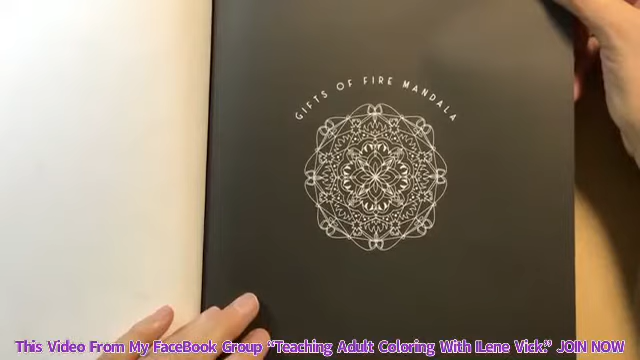 GIFTS OF FIRE MANDALA
This Video From My FaceBook Group "Teaching Adult Coloring With ILene Vick" JOIN NOW